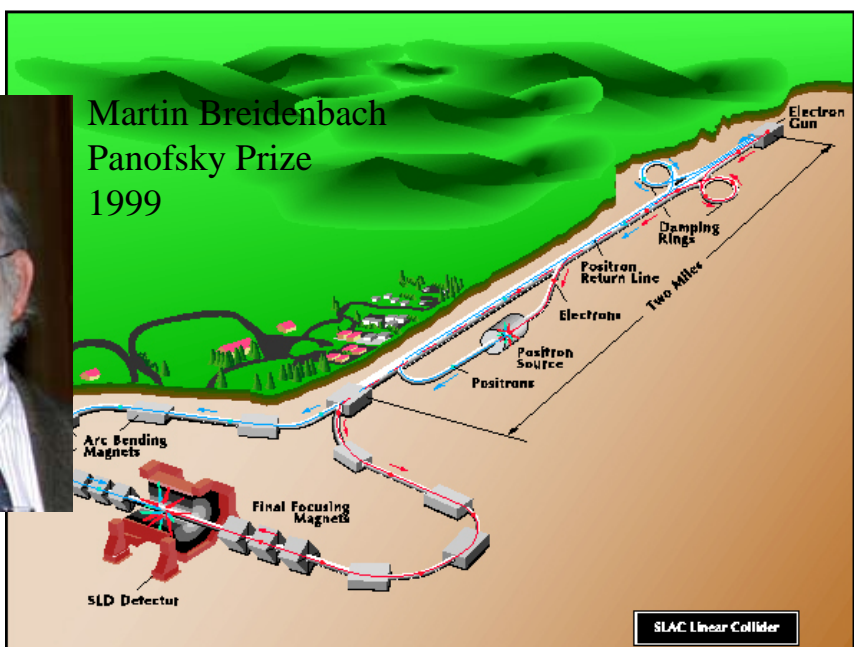 Martin Breidenbach
Panofsky Prize
1999
Electron
Gun
Damping
Rings
Positron
Return Line
Two Miles
Electrons
Positron
Source
Positrons
Arc Bending
Magnets
Final Focusing
Magnets
SLD Detector
SLAC Linear Collider